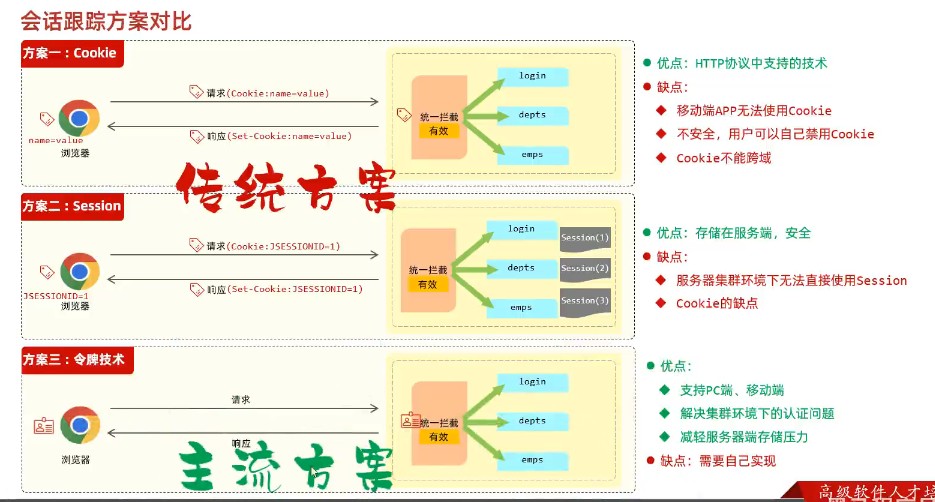 会话跟踪方案对比
方案一：Cookie
请求(Cookie:name=value)
响应(Set-Cookie:name=value)
name=value
浏览器
统一拦截
有效
login
depts
emps
优点：HTTP协议中支持的技术
缺点：
移动端APP无法使用Cookie
不安全，用户可以自己禁用Cookie
Cookie不能跨域
传统方案
方案二：Session
请求(Cookie:JSESSIONID=1)
响应(Set-Cookie:JSESSIONID=1)
JSESSIONID=1
浏览器
统一拦截
有效
login
depts
emps
Session(1)
Session(2)
Session(3)
优点：存储在服务端，安全
缺点：
服务器集群环境下无法直接使用Session
Cookie的缺点
方案三：令牌技术
请求
响应
浏览器
统一拦截
有效
login
depts
emps
优点：
支持PC端、移动端
解决集群环境下的认证问题
减轻服务器端存储压力
缺点：需要自己实现
主流方案
高级软件人才培